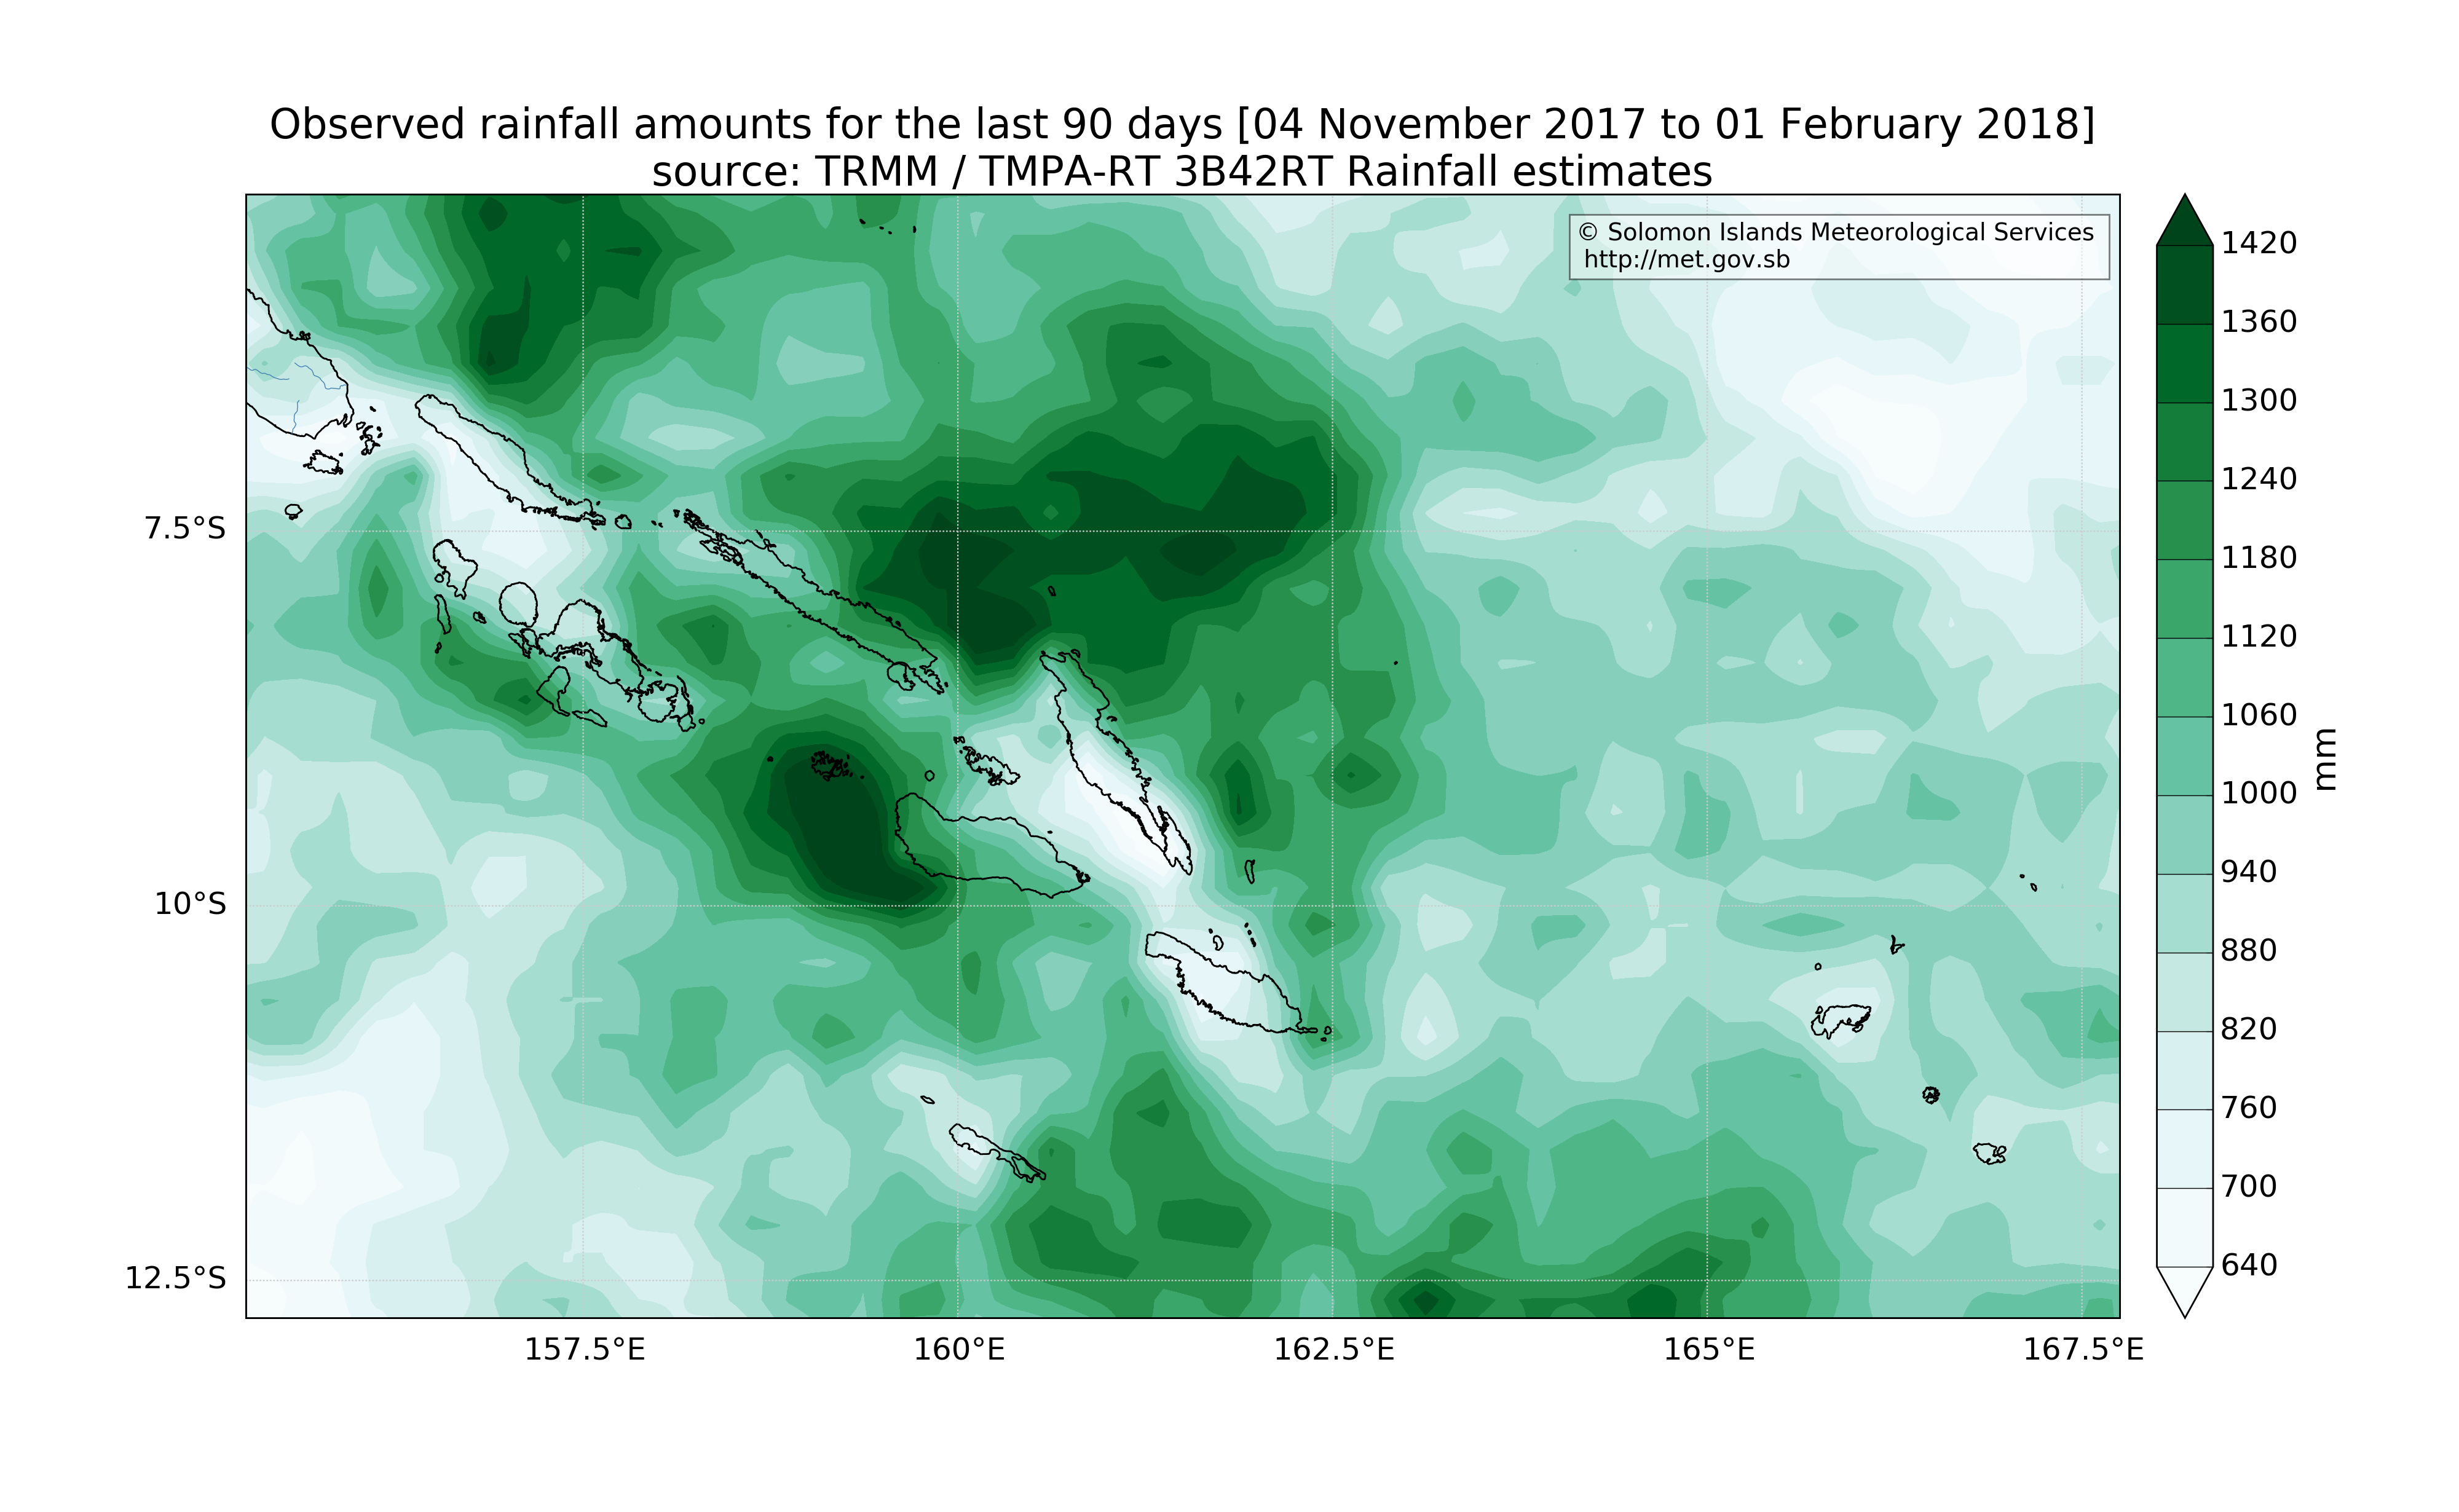 Observed rainfall amounts for the last 90 days [04 November 2017 to 01 February 2018]
source: TRMM / TMPA-RT 3B42RT Rainfall estimates
© Solomon Islands Meteorological Services
http://met.gov.sb
7.5°S
10°S
12.5°S
157.5°E
160°E
162.5°E
165°E
167.5°E
1420
1360
1300
1240
1180
1120
1060
1000
940
880
820
760
700
640
mm